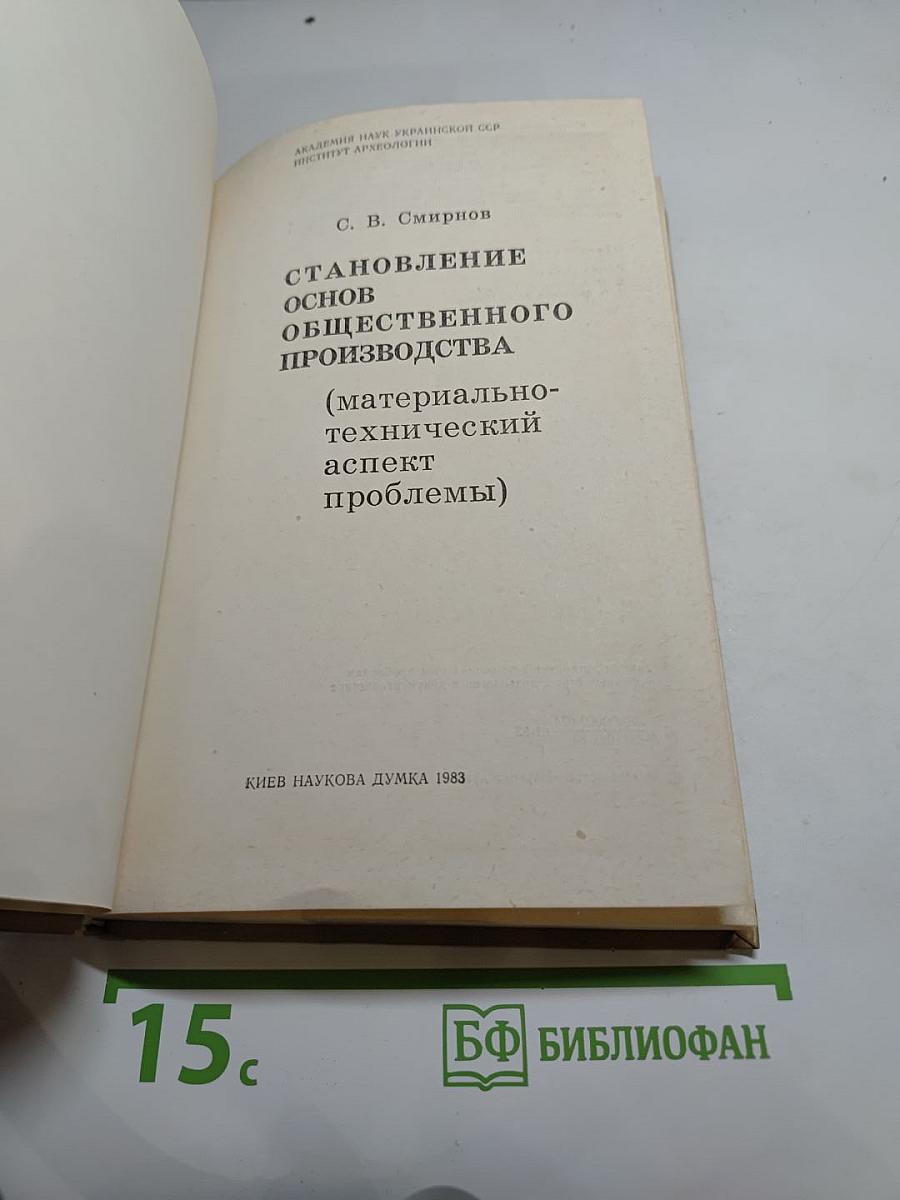 АКАДЕМИЯ НАУК УКРАИНСКОЙ ССР
ИНСТИТУТ АРХЕОЛОГИИ
С. В. Смирнов
СТАНОВЛЕНИЕ
ОСНОВ
ОБЩЕСТВЕННОГО
ПРОИЗВОДСТВА
(материально-
технический
аспект
проблемы)
КИЕВ НАУКОВА ДУМКА 1983
15 с
БФ БИБЛИОФАН